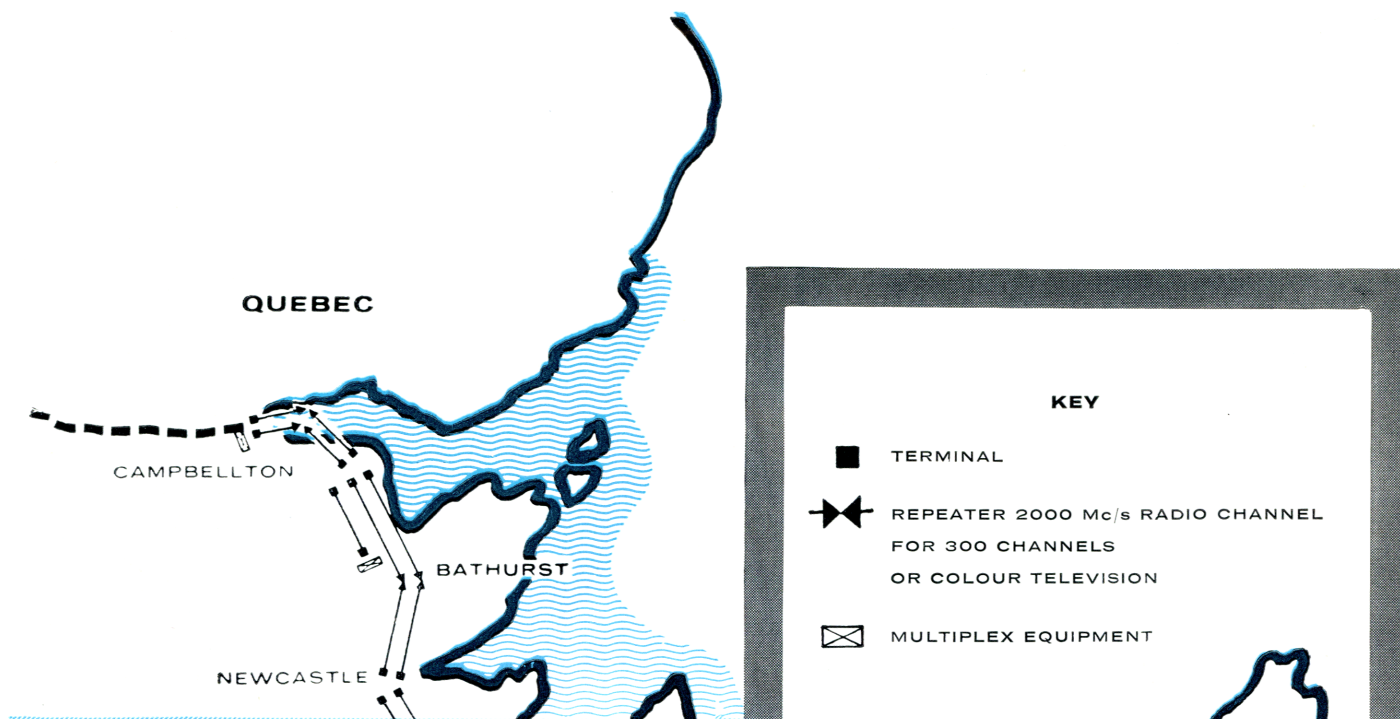 QUEBEC
CAMPBELLTON
BATHURST
NEWCASTLE
KEY
TERMINAL
REPEATER 2000 Mc/s RADIO CHANNEL
FOR 300 CHANNELS
OR COLOUR TELEVISION
MULTIPLEX EQUIPMENT